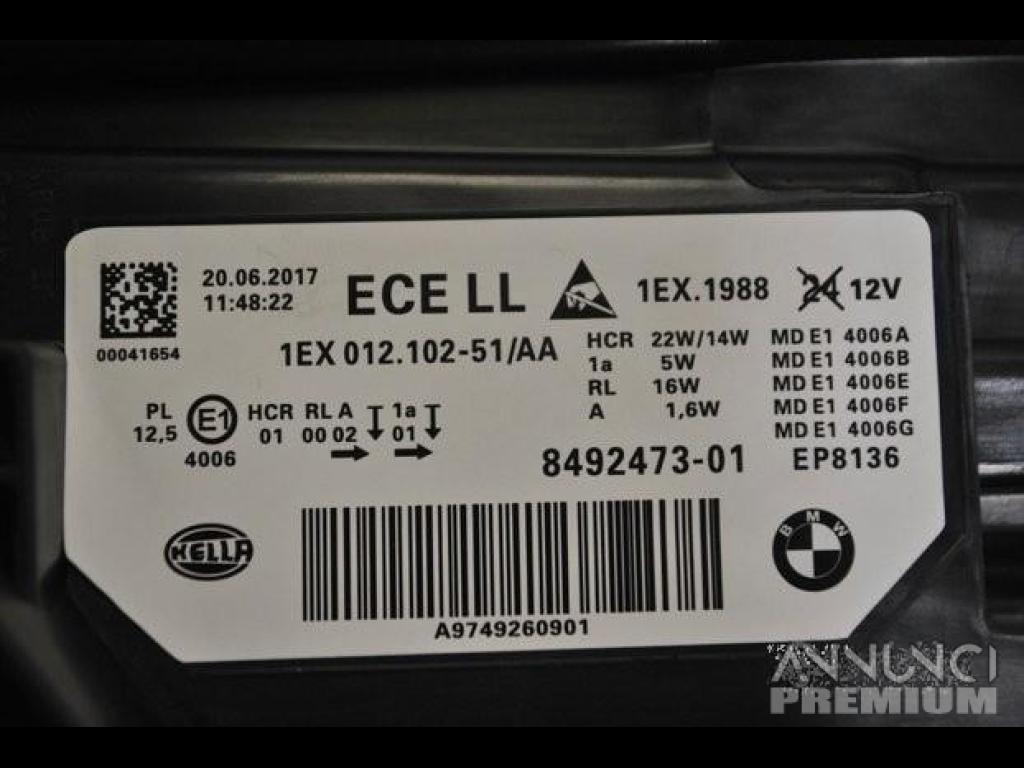 20.06.2017
11:48:22
ECE LL
1EX.1988
24 12V
00041654
1EX 012.102-51/AA
HCR 22W/14W
1a 5W
RL 16W
A 1,6W
MD E1 4006A
MD E1 4006B
MD E1 4006E
MD E1 4006F
MD E1 4006G
PL
12,5
E1
4006
HCR RL A 1a
01 00 02 01
8492473-01
EP8136
HELLA
BMW
A9749260901
ANNUNCI
PREMIUM